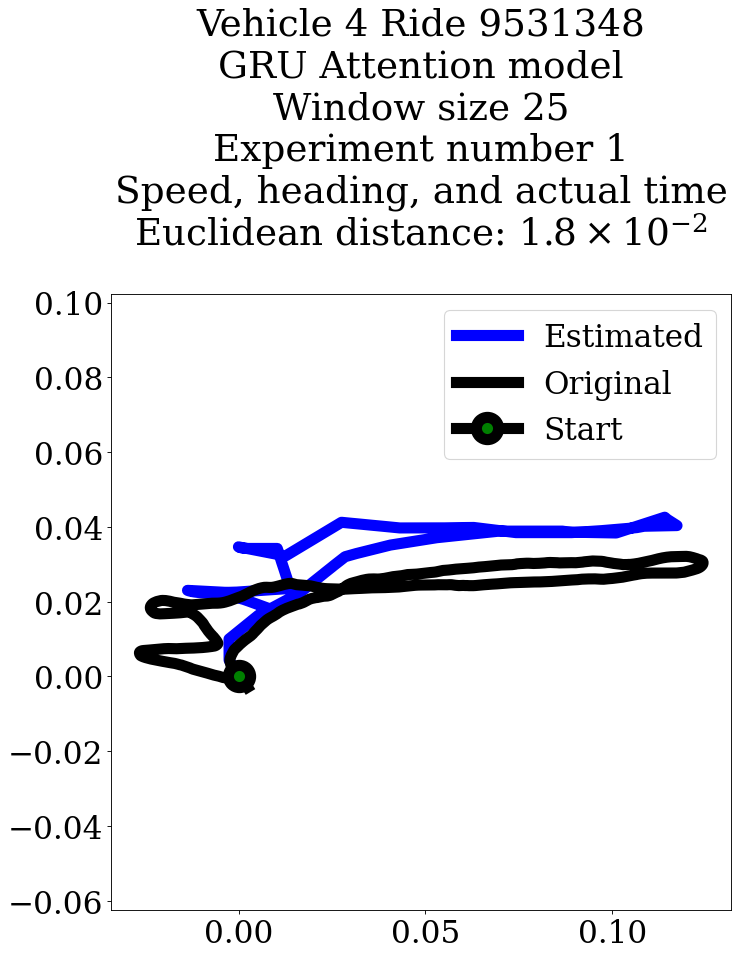 Vehicle 4 Ride 9531348
GRU Attention model
Window size 25
Experiment number 1
Speed, heading, and actual time
Euclidean distance: 1.8 × 10⁻²
0.10
0.08
0.06
0.04
0.02
0.00
−0.02
−0.04
−0.06
Estimated
Original
Start
0.00 0.05 0.10